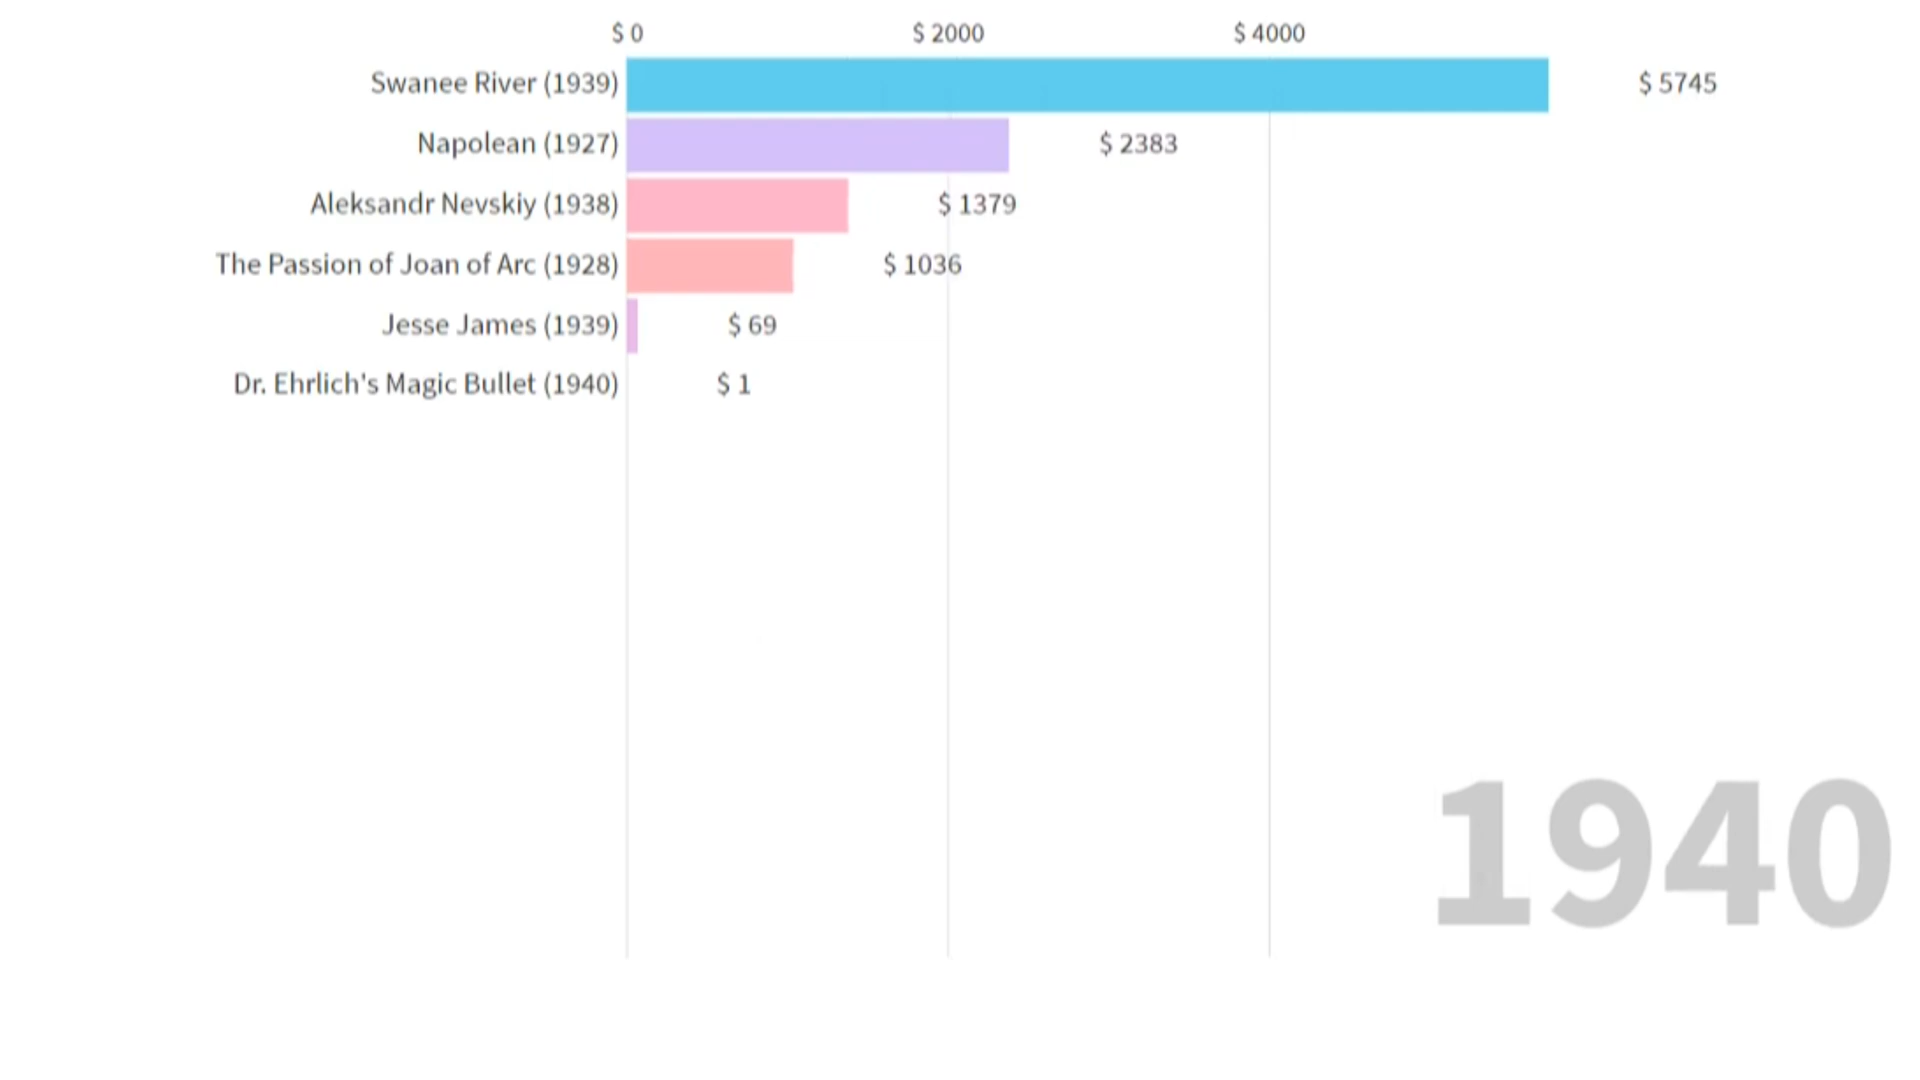 $ 0 $ 2000 $ 4000
Swanee River (1939) $ 5745
Napolean (1927) $ 2383
Aleksandr Nevskiy (1938) $ 1379
The Passion of Joan of Arc (1928) $ 1036
Jesse James (1939) $ 69
Dr. Ehrlich's Magic Bullet (1940) $ 1
1940